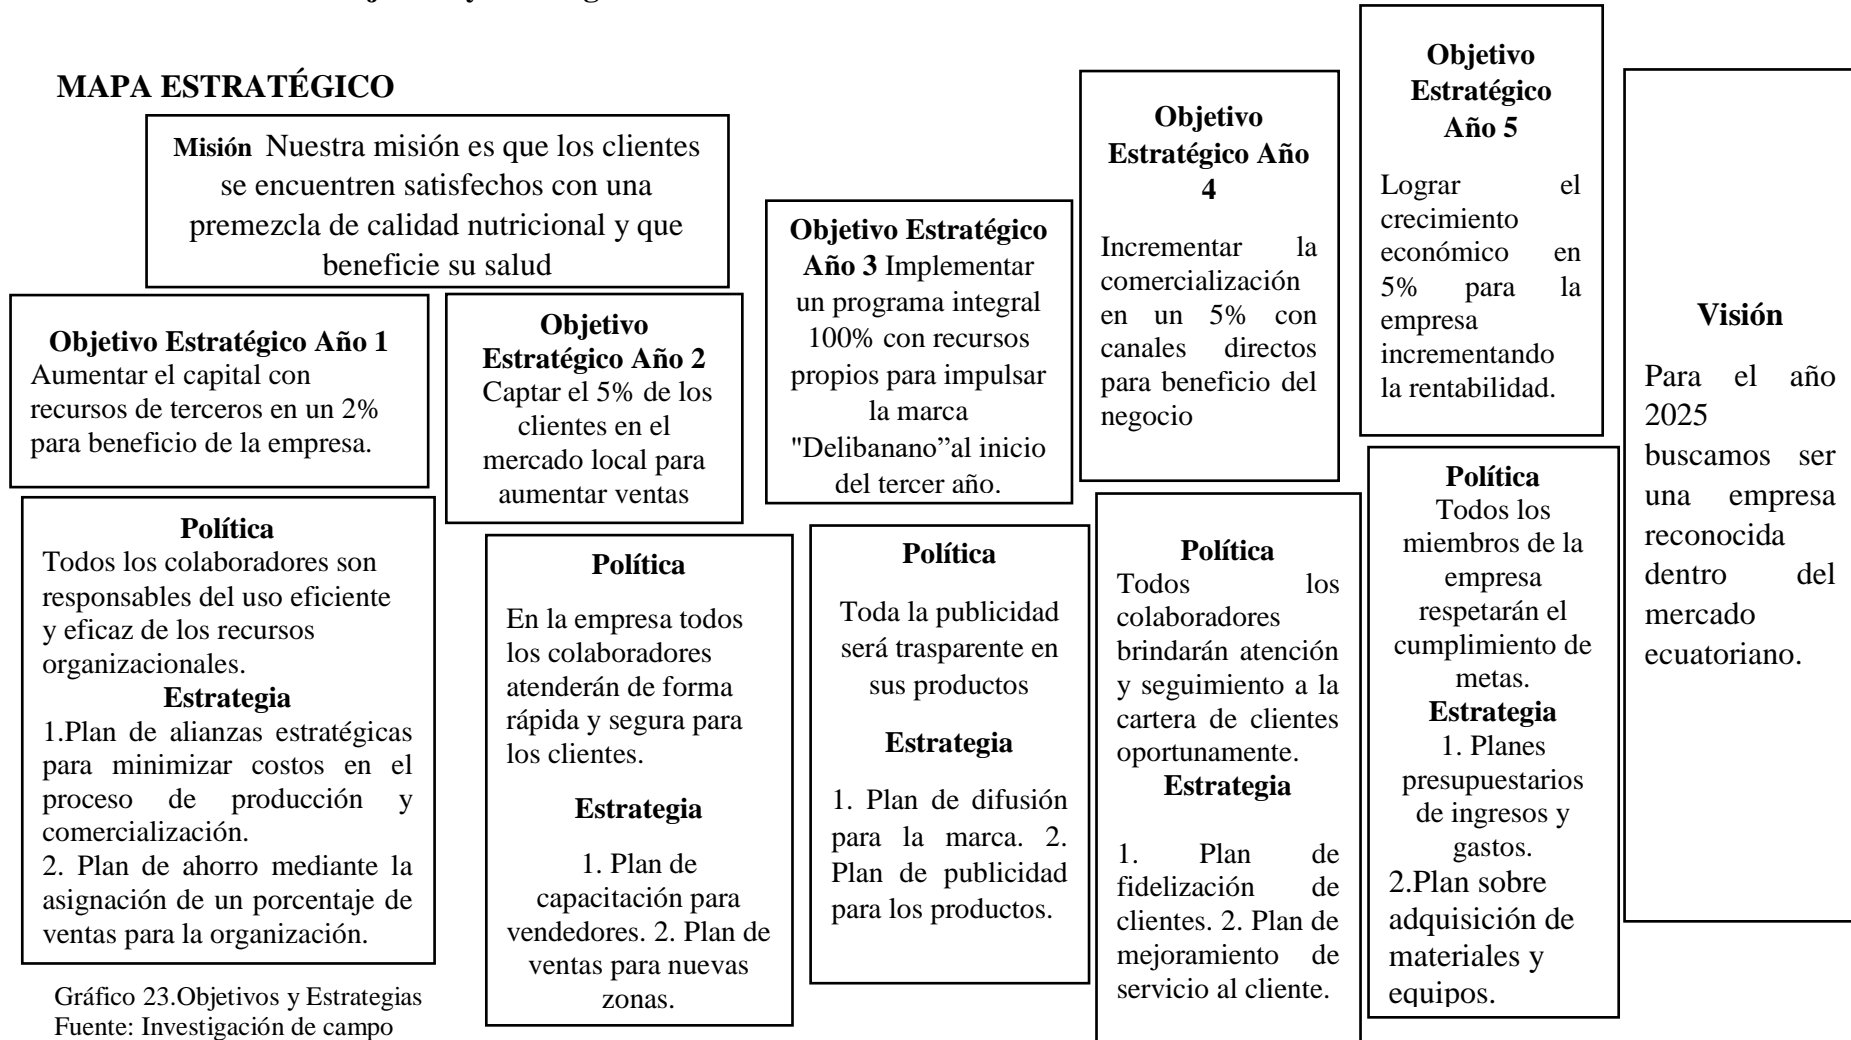 MAPA ESTRATÉGICO
Misión Nuestra misión es que los clientes
se encuentren satisfechos con una
premezcla de calidad nutricional y que
beneficie su salud
Objetivo Estratégico Año 1
Aumentar el capital con
recursos de terceros en un 2%
para beneficio de la empresa.
Política
Todos los colaboradores son
responsables del uso eficiente
y eficaz de los recursos
organizacionales.
Estrategia
1.Plan de alianzas estratégicas
para minimizar costos en el
proceso de producción y
comercialización.
2. Plan de ahorro mediante la
asignación de un porcentaje de
ventas para la organización.
Objetivo
Estratégico Año 2
Captar el 5% de los
clientes en el
mercado local para
aumentar ventas
Política
En la empresa todos
los colaboradores
atenderán de forma
rápida y segura para
los clientes.
Estrategia
1. Plan de
capacitación para
vendedores. 2. Plan de
ventas para nuevas
zonas.
Objetivo Estratégico
Año 3 Implementar
un programa integral
100% con recursos
propios para impulsar
la marca
"Delibanano”al inicio
del tercer año.
Política
Toda la publicidad
será trasparente en
sus productos
Estrategia
1. Plan de difusión
para la marca. 2.
Plan de publicidad
para los productos.
Objetivo
Estratégico Año
4
Incrementar la
comercialización
en un 5% con
canales directos
para beneficio del
negocio
Política
Todos los
colaboradores
brindarán atención
y seguimiento a la
cartera de clientes
oportunamente.
Estrategia
1. Plan de
fidelización de
clientes. 2. Plan de
mejoramiento de
servicio al cliente.
Objetivo
Estratégico
Año 5
Lograr el
crecimiento
económico en
5% para la
empresa
incrementando
la rentabilidad.
Política
Todos los
miembros de la
empresa
respetarán el
cumplimiento de
metas.
Estrategia
1. Planes
presupuestarios
de ingresos y
gastos.
2.Plan sobre
adquisición de
materiales y
equipos.
Visión
Para el año
2025
buscamos ser
una empresa
reconocida
dentro del
mercado
ecuatoriano.
Gráfico 23.Objetivos y Estrategias
Fuente: Investigación de campo